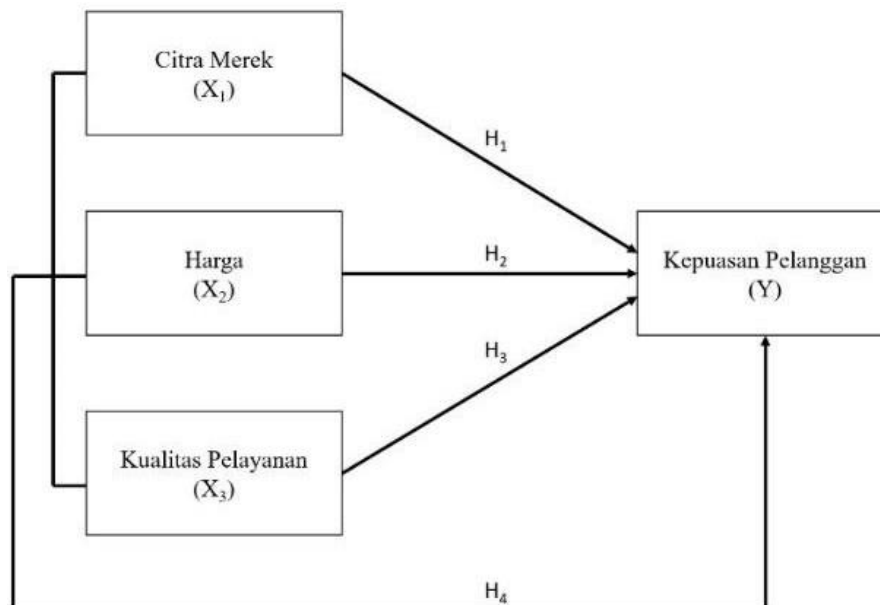 Citra Merek
(X₁)
H₁
Harga
(X₂)
H₂
Kepuasan Pelanggan
(Y)
H₃
Kualitas Pelayanan
(X₃)
H₄